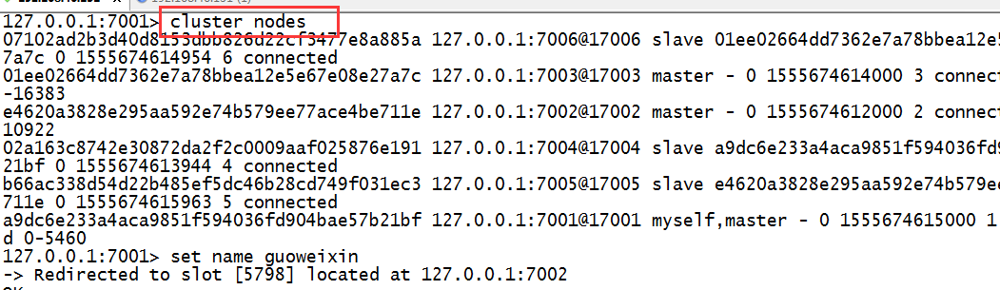 127.0.0.1:7001> cluster nodes
07102ad2b3d40d8153dbb826d22cf3477e8a885a 127.0.0.1:7006@17006 slave 01ee02664dd7362e7a78bbea12e5
7a7c 0 1555674614954 6 connected
01ee02664dd7362e7a78bbea12e5e67e08e27a7c 127.0.0.1:7003@17003 master - 0 1555674614000 3 connect
-16383
e4620a3828e295aa592e74b579ee77ace4be711e 127.0.0.1:7002@17002 master - 0 1555674612000 2 connect
10922
02a163c8742e30872da2f2c0009aaf025876e191 127.0.0.1:7004@17004 slave a9dc6e233a4aca9851f594036fd9
21bf 0 1555674613944 4 connected
b66ac338d54d22b485ef5dc46b28cd749f031ec3 127.0.0.1:7005@17005 slave e4620a3828e295aa592e74b579ee
711e 0 1555674615963 5 connected
a9dc6e233a4aca9851f594036fd904bae57b21bf 127.0.0.1:7001@17001 myself,master - 0 1555674615000 1
d 0-5460
127.0.0.1:7001> set name guoweixin
-> Redirected to slot [5798] located at 127.0.0.1:7002